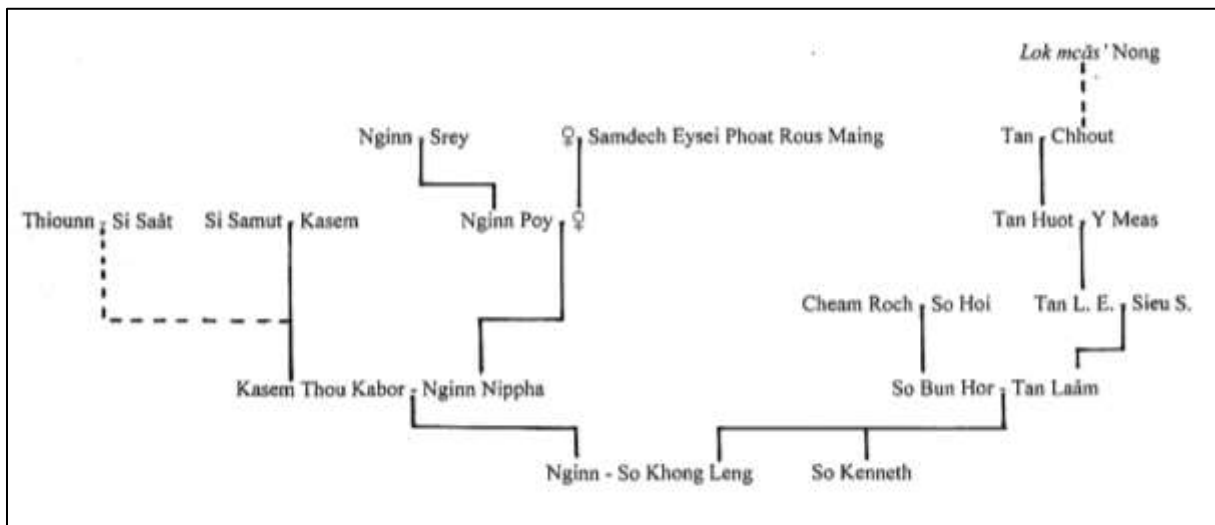 Lok mcās' Nong
Nginn - Srey ♀ - Samdech Eysei Phoat Rous Maing Tan - Chhout
Thiounn - Si Saât Si Samut - Kasem Nginn Poy - ♀ Tan Huot - Y Meas
Cheam Roch - So Hoi Tan L. E. - Sieu S.
Kasem Thou Kabor - Nginn Nippha So Bun Hor - Tan Laâm
Nginn - So Khong Leng So Kenneth